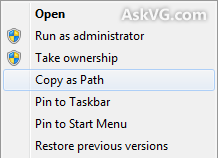 AskVG.com
Open
Run as administrator
Take ownership
Copy as Path
Pin to Taskbar
Pin to Start Menu
Restore previous versions